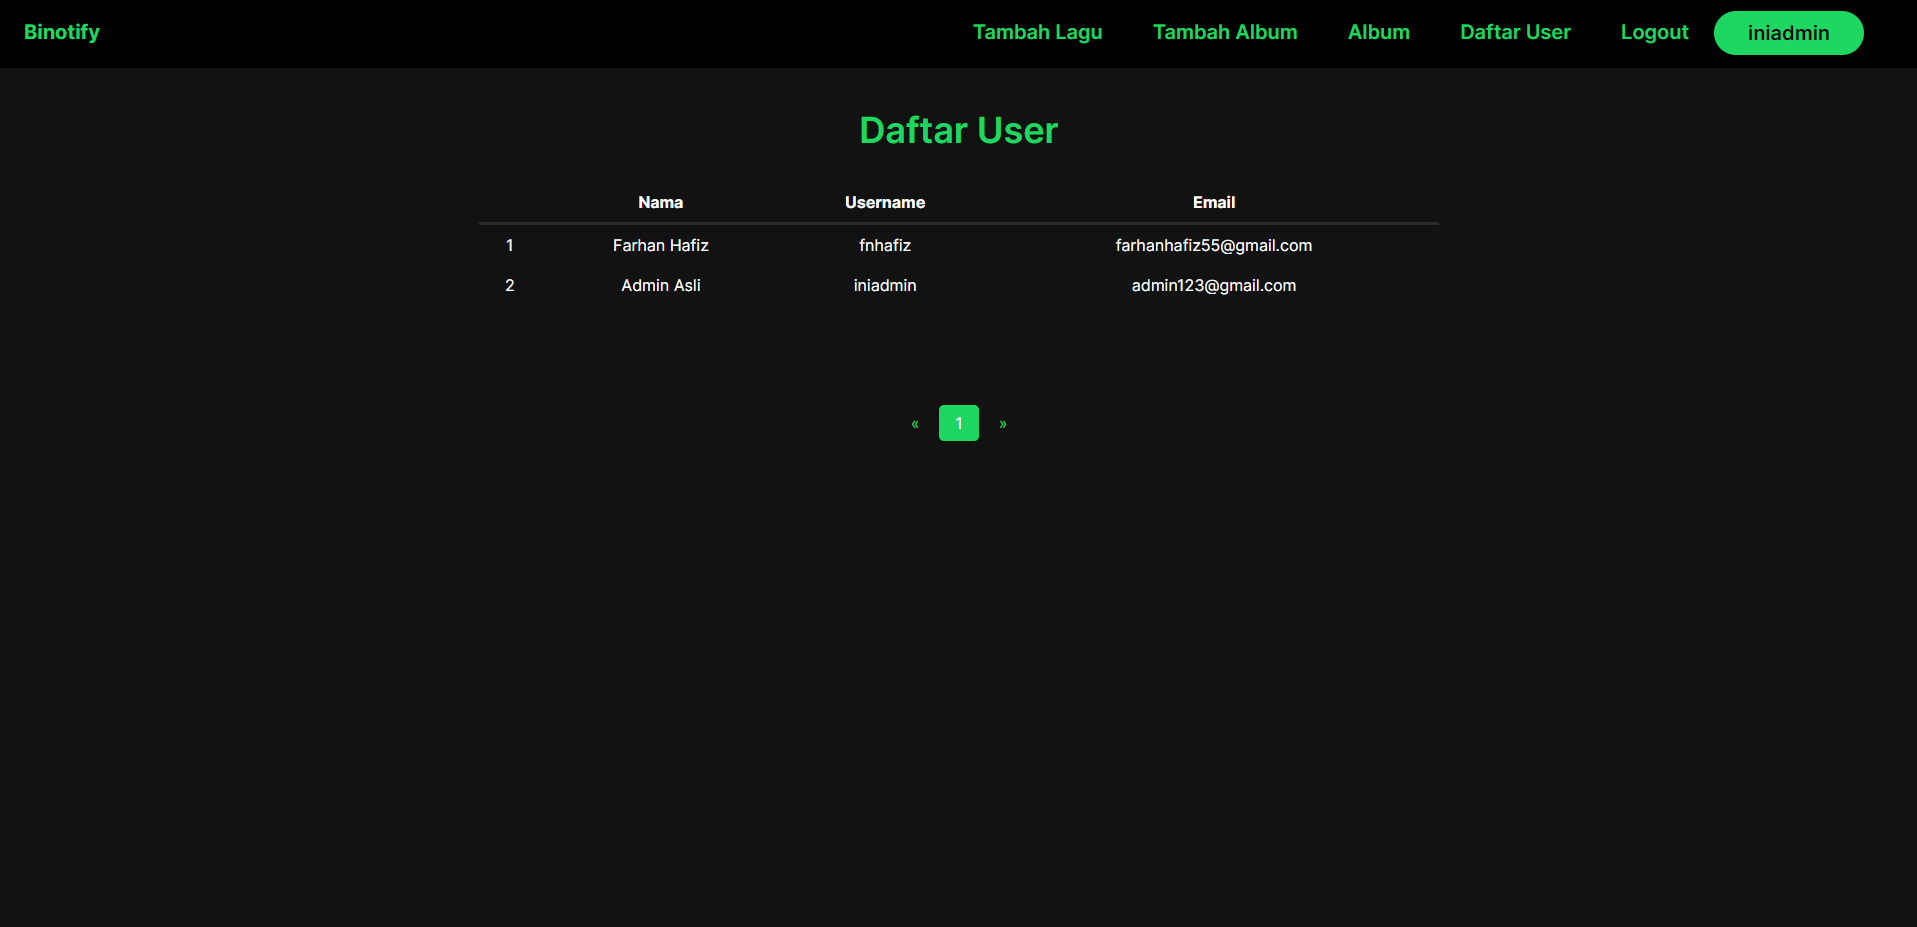 Binotify Tambah Lagu Tambah Album Album Daftar User Logout iniadmin
Daftar User
Nama Username Email
1 Farhan Hafiz fnhafiz farhanhafiz55@gmail.com
2 Admin Asli iniadmin admin123@gmail.com
« 1 »